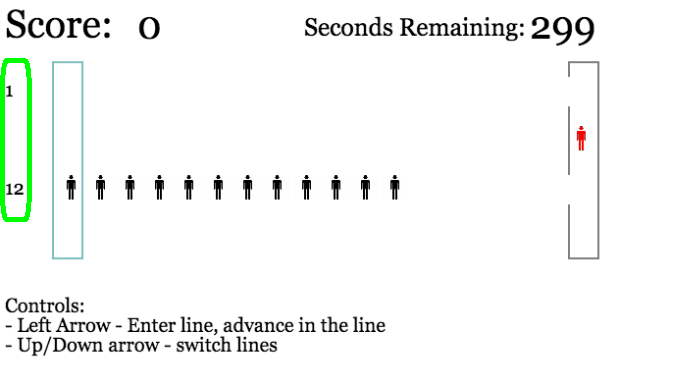 Score: 0
Seconds Remaining: 299
1
12
Controls:
- Left Arrow - Enter line, advance in the line
- Up/Down arrow - switch lines